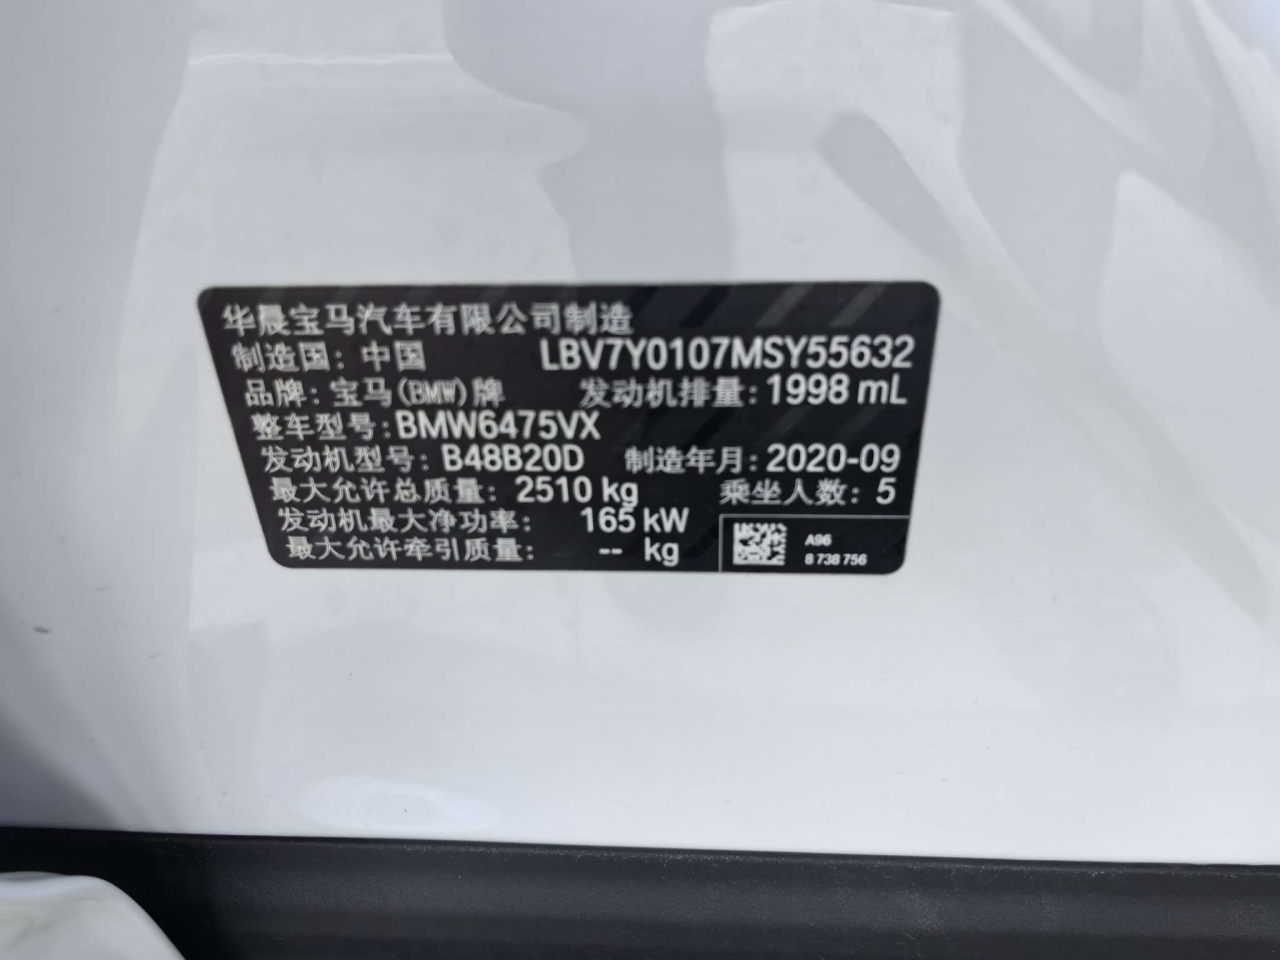 华晨宝马汽车有限公司制造
制造国: 中国 LBV7Y0107MSY55632
品牌: 宝马(BMW)牌 发动机排量: 1998 mL
整车型号: BMW6475VX
发动机型号: B48B20D 制造年月: 2020-09
最大允许总质量: 2510 kg 乘坐人数: 5
发动机最大净功率: 165 kW
最大允许牵引质量: -- kg
A96
8 738 756